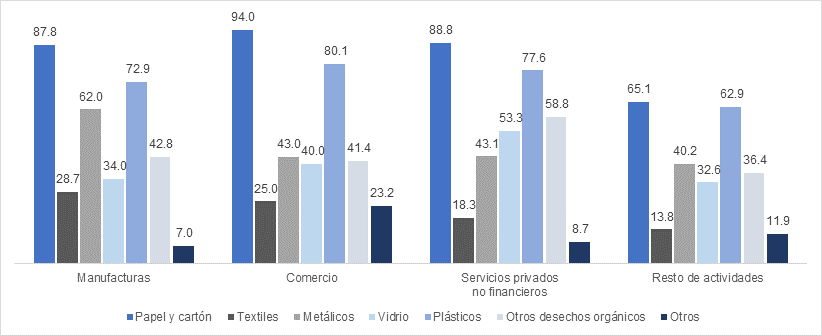 87.8
28.7
62.0
34.0
72.9
42.8
7.0
94.0
25.0
43.0
40.0
80.1
41.4
23.2
88.8
18.3
43.1
53.3
77.6
58.8
8.7
65.1
13.8
40.2
32.6
62.9
36.4
11.9
Manufacturas
Comercio
Servicios privados
no financieros
Resto de actividades
Papel y cartón
Textiles
Metálicos
Vidrio
Plásticos
Otros desechos orgánicos
Otros